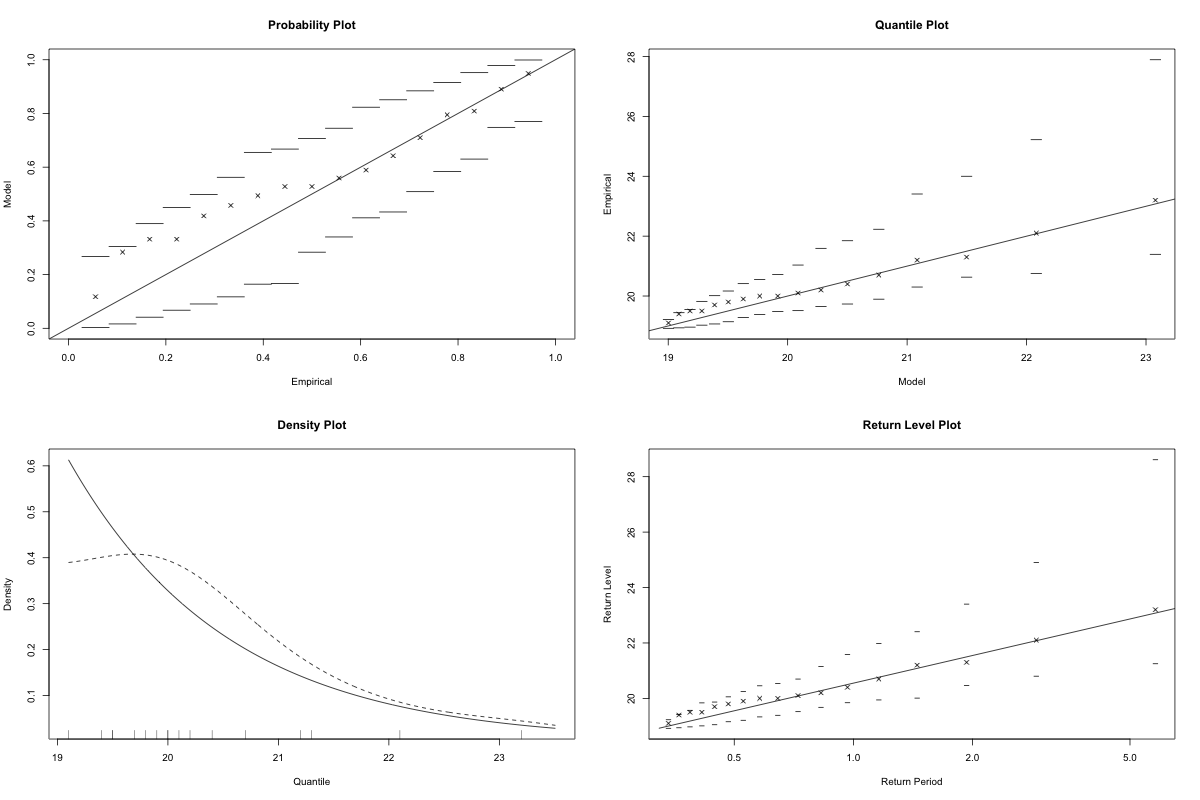 Probability Plot
Model
1.0
0.8
0.6
0.4
0.2
0.0
0.0 0.2 0.4 0.6 0.8 1.0
Empirical
Quantile Plot
Empirical
28
26
24
22
20
19 20 21 22 23
Model
Density Plot
Density
0.6
0.5
0.4
0.3
0.2
0.1
19 20 21 22 23
Quantile
Return Level Plot
Return Level
28
26
24
22
20
0.5 1.0 2.0 5.0
Return Period